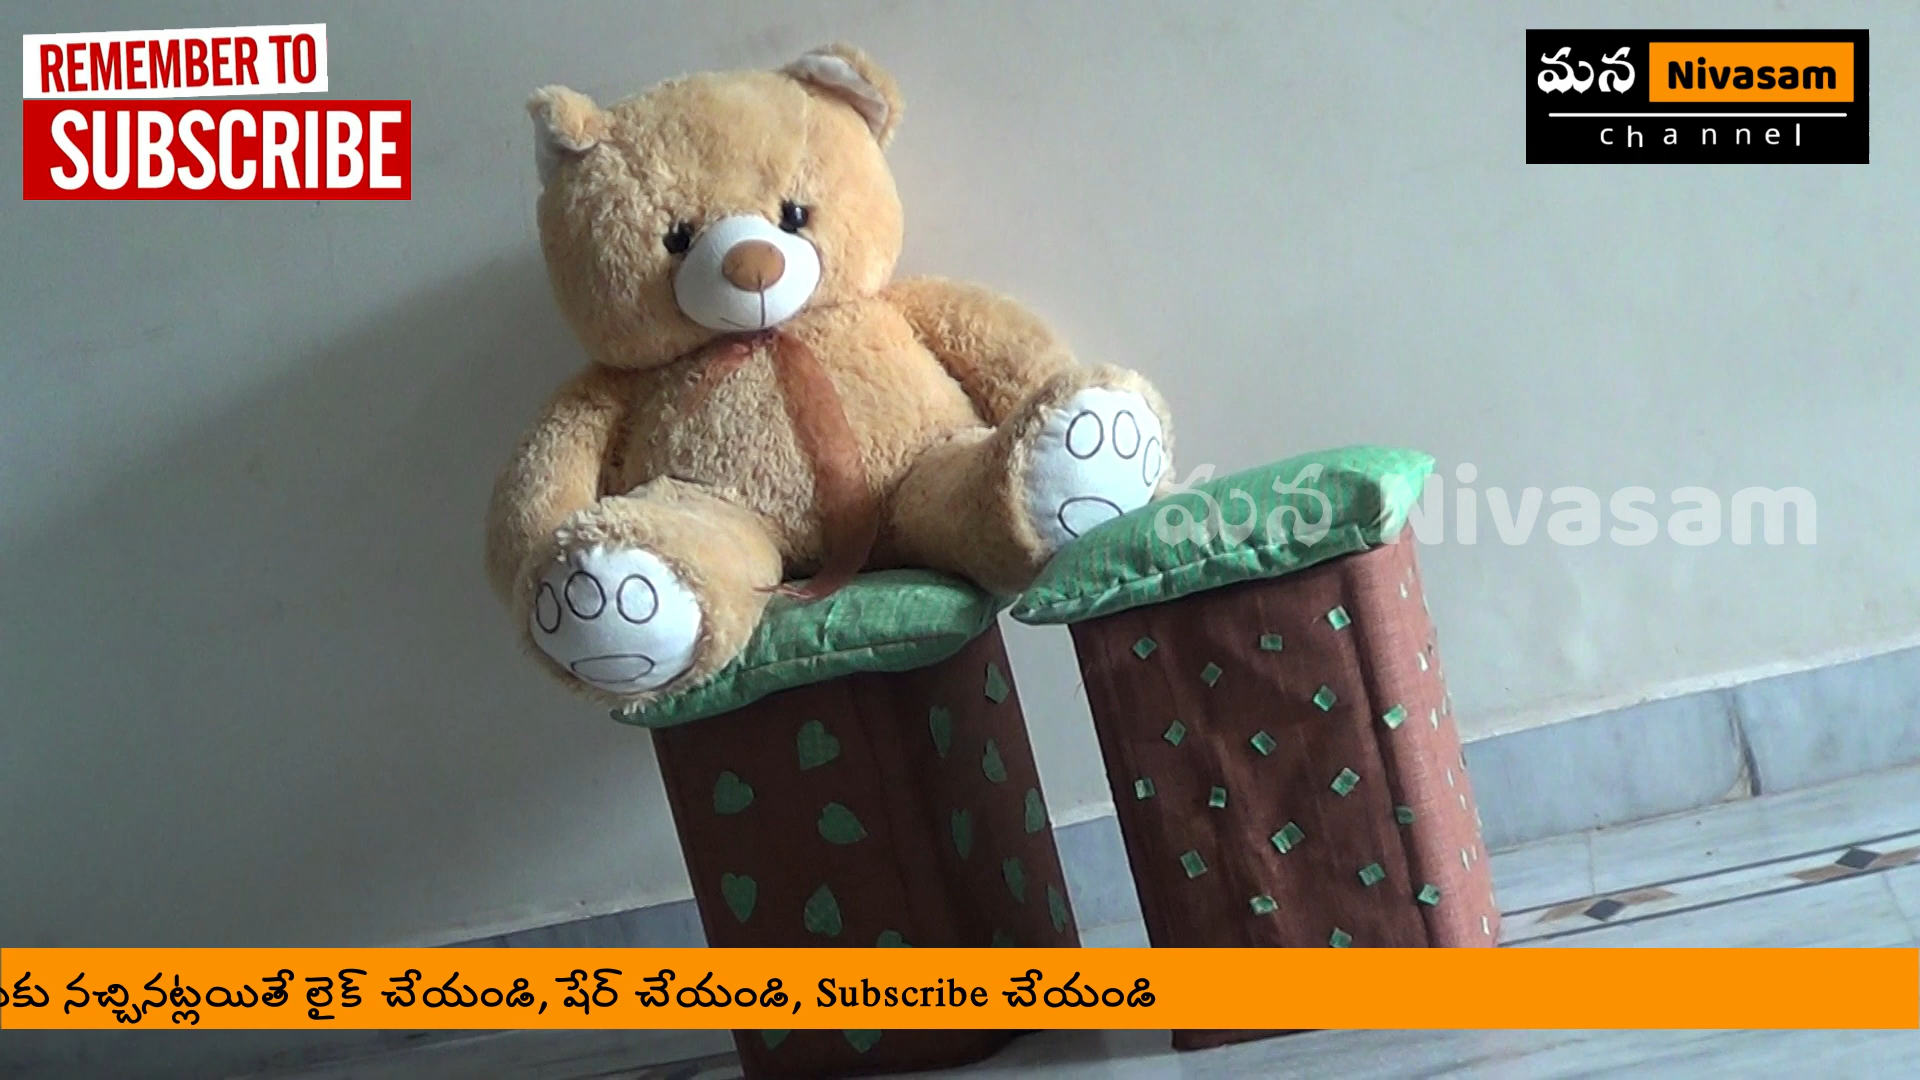 REMEMBER TO
SUBSCRIBE
మన Nivasam
channel
మన Nivasam
కు నచ్చినట్లయితే లైక్ చేయండి, షేర్ చేయండి, Subscribe చేయండి